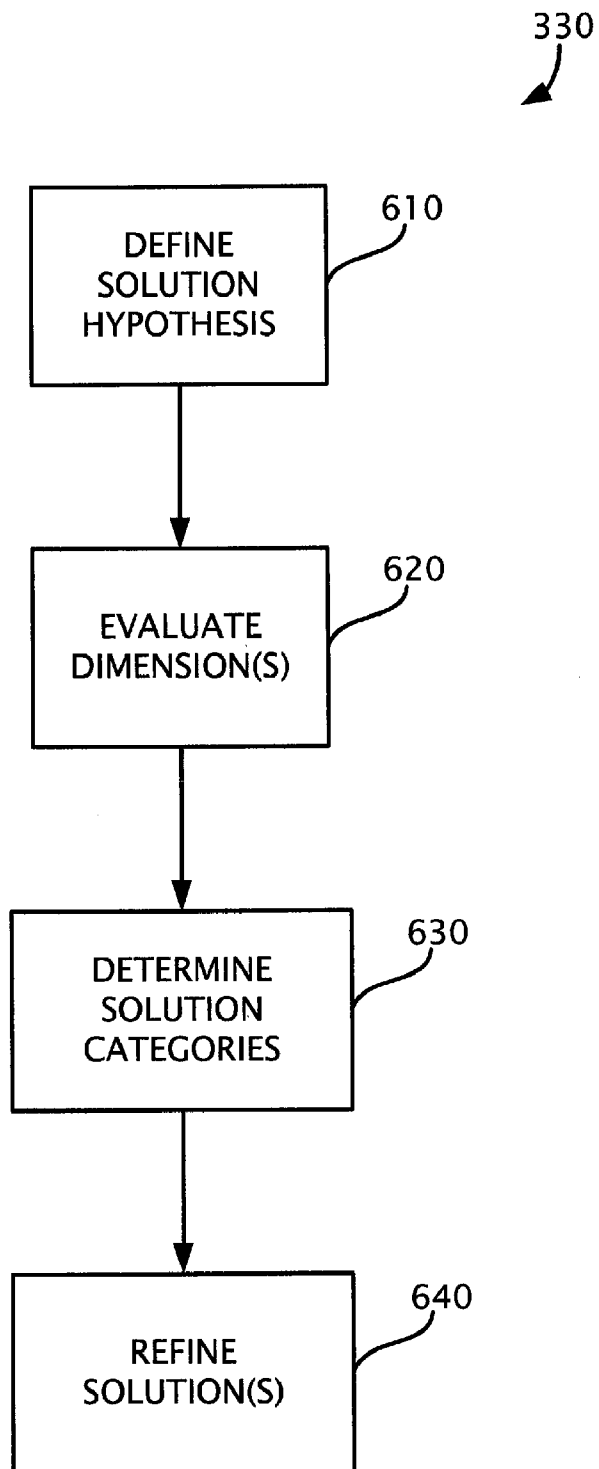 330
610
DEFINE
SOLUTION
HYPOTHESIS
620
EVALUATE
DIMENSION(S)
630
DETERMINE
SOLUTION
CATEGORIES
640
REFINE
SOLUTION(S)